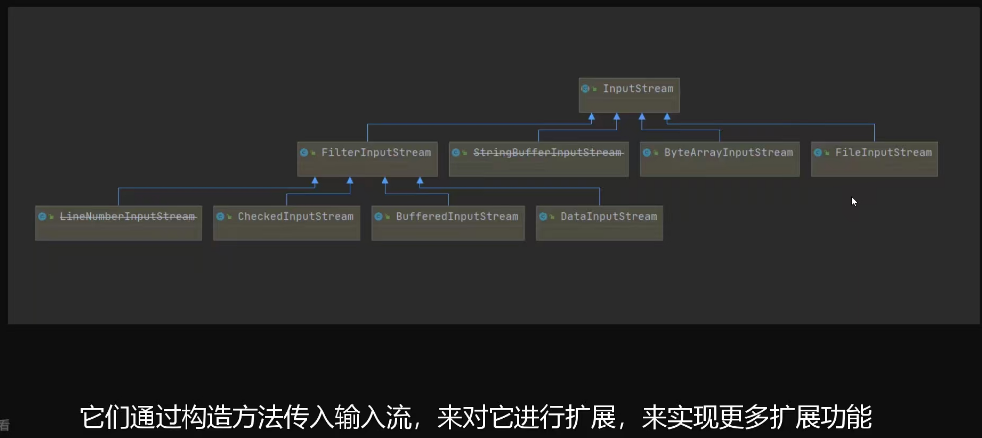 InputStream
FilterInputStream StringBufferInputStream ByteArrayInputStream FileInputStream
LineNumberInputStream CheckedInputStream BufferedInputStream DataInputStream
它们通过构造方法传入输入流，来对它进行扩展，来实现更多扩展功能
看